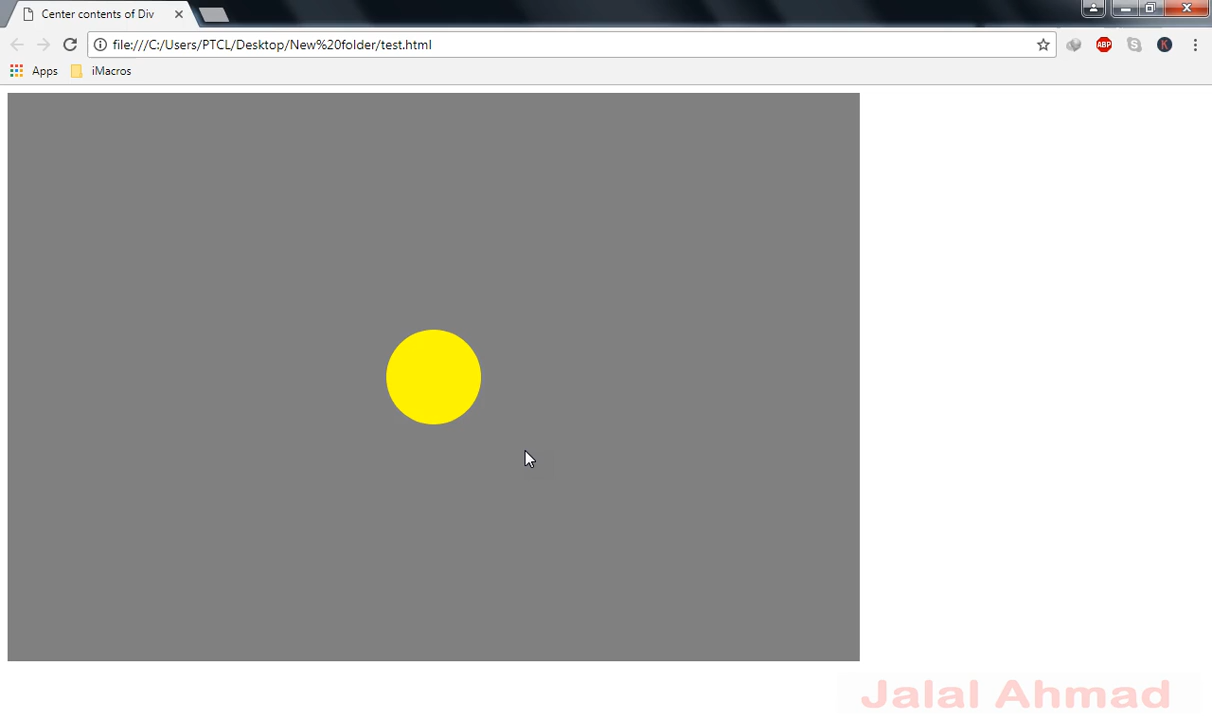 Center contents of Div
file:///C:/Users/PTCL/Desktop/New%20folder/test.html
ABP
S
K
Apps
iMacros
Jalal Ahmad